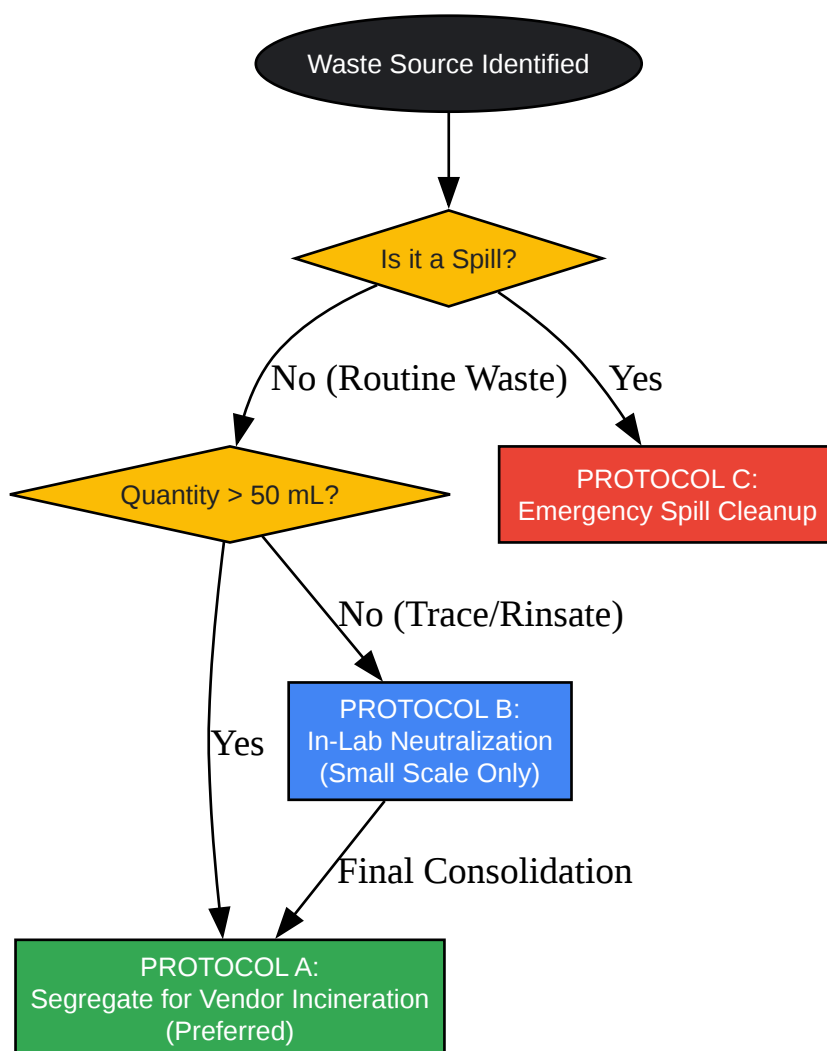 Waste Source Identified
Is it a Spill?
No (Routine Waste)
Yes
Quantity > 50 mL?
PROTOCOL C:
Emergency Spill Cleanup
No (Trace/Rinsate)
PROTOCOL B:
In-Lab Neutralization
(Small Scale Only)
Yes
Final Consolidation
PROTOCOL A:
Segregate for Vendor Incineration
(Preferred)